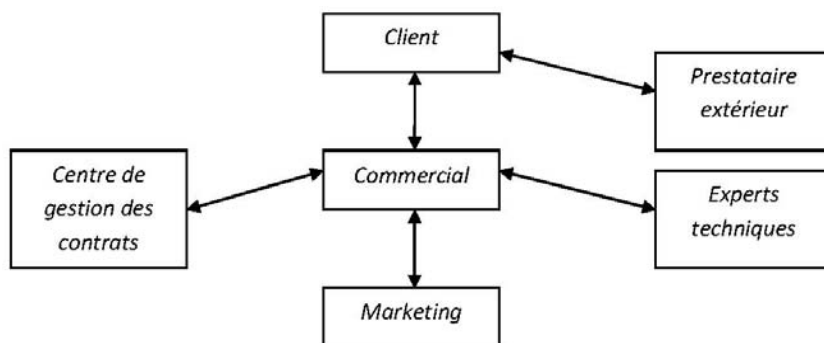 Client
Prestataire
extérieur
Centre de
gestion des
contrats
Commercial
Experts
techniques
Marketing